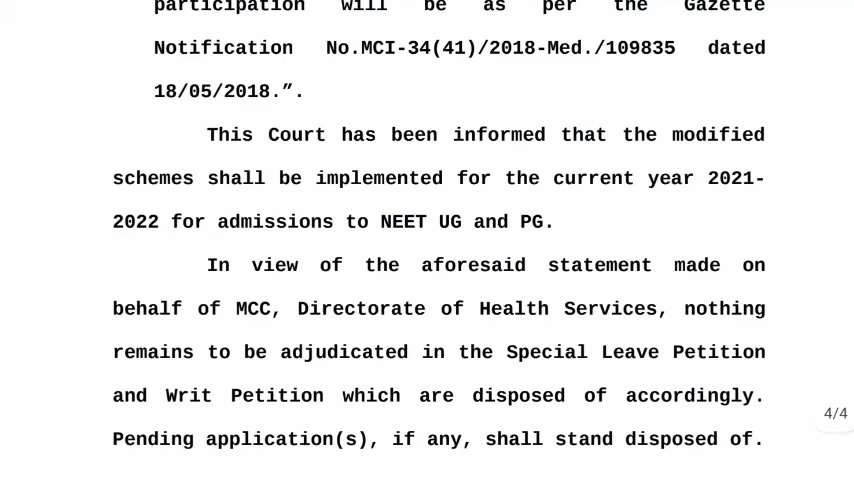 participation will be as per the Gazette
Notification No.MCI-34(41)/2018-Med./109835 dated
18/05/2018.”.
This Court has been informed that the modified
schemes shall be implemented for the current year 2021-
2022 for admissions to NEET UG and PG.
In view of the aforesaid statement made on
behalf of MCC, Directorate of Health Services, nothing
remains to be adjudicated in the Special Leave Petition
and Writ Petition which are disposed of accordingly.
4/4
Pending application(s), if any, shall stand disposed of.